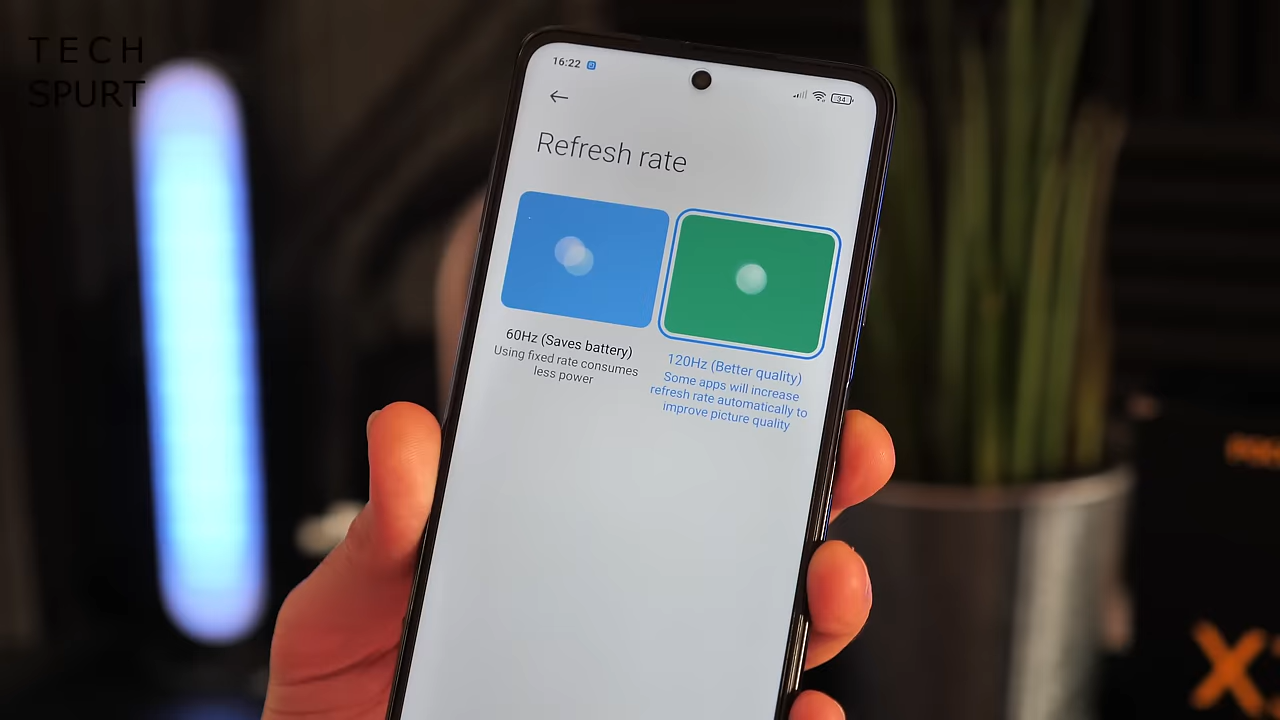 TECH
SPURT
16:22
94
Refresh rate
60Hz (Saves battery)
Using fixed rate consumes
less power
120Hz (Better quality)
Some apps will increase
refresh rate automatically to
improve picture quality